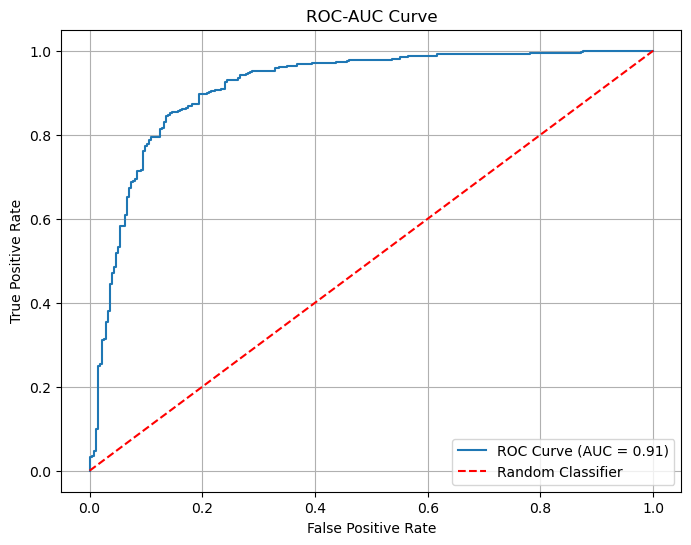 ROC-AUC Curve
True Positive Rate
1.0
0.8
0.6
0.4
0.2
0.0
ROC Curve (AUC = 0.91)
Random Classifier
0.0 0.2 0.4 0.6 0.8 1.0
False Positive Rate